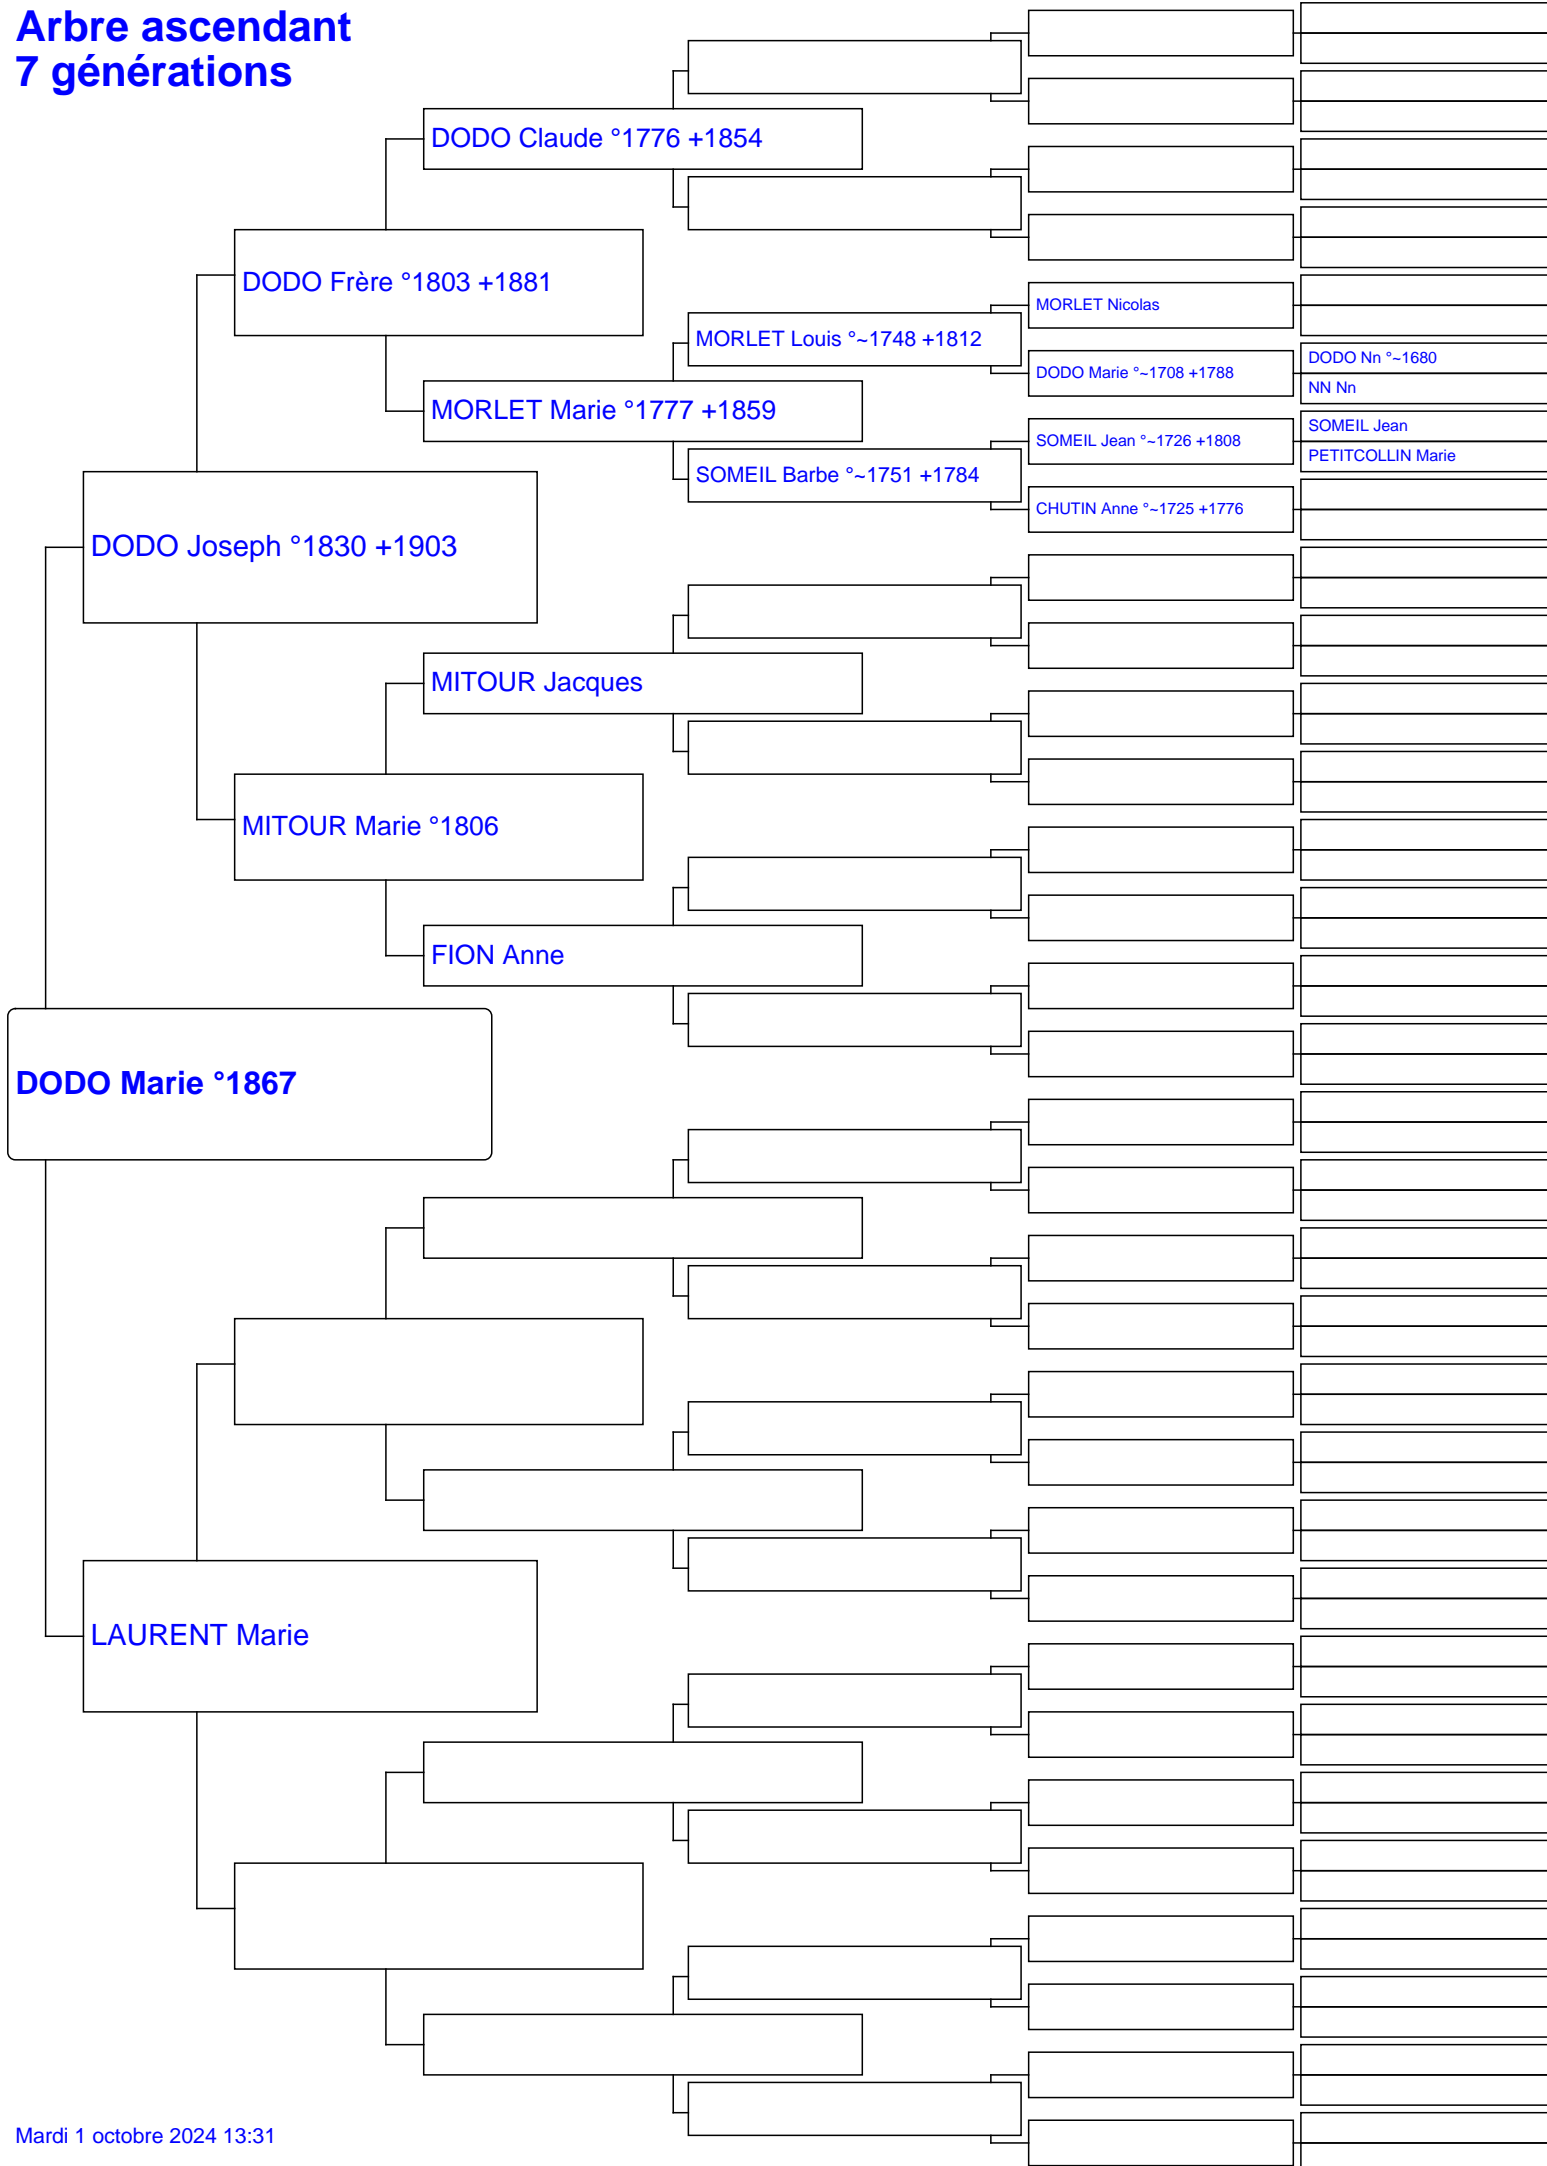 Arbre ascendant
7 générations
DODO Claude °1776 +1854
DODO Frère °1803 +1881
MORLET Nicolas
MORLET Louis °~1748 +1812
DODO Nn °~1680
DODO Marie °~1708 +1788
NN Nn
MORLET Marie °1777 +1859
SOMEIL Jean
SOMEIL Jean °~1726 +1808
PETITCOLLIN Marie
SOMEIL Barbe °~1751 +1784
CHUTIN Anne °~1725 +1776
DODO Joseph °1830 +1903
MITOUR Jacques
MITOUR Marie °1806
FION Anne
DODO Marie °1867
LAURENT Marie
Mardi 1 octobre 2024 13:31